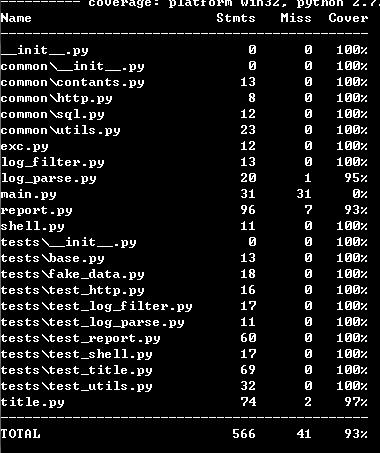 ---------- coverage: platform win32, python 2.7.
Name Stmts Miss Cover
__init__.py 0 0 100%
common\__init__.py 0 0 100%
common\contants.py 13 0 100%
common\http.py 8 0 100%
common\sql.py 12 0 100%
common\utils.py 23 0 100%
exc.py 12 0 100%
log_filter.py 13 0 100%
log_parse.py 20 1 95%
main.py 31 31 0%
report.py 96 7 93%
shell.py 11 0 100%
tests\__init__.py 0 0 100%
tests\base.py 13 0 100%
tests\fake_data.py 18 0 100%
tests\test_http.py 16 0 100%
tests\test_log_filter.py 17 0 100%
tests\test_log_parse.py 11 0 100%
tests\test_report.py 60 0 100%
tests\test_shell.py 17 0 100%
tests\test_title.py 69 0 100%
tests\test_utils.py 32 0 100%
title.py 74 2 97%
TOTAL 566 41 93%